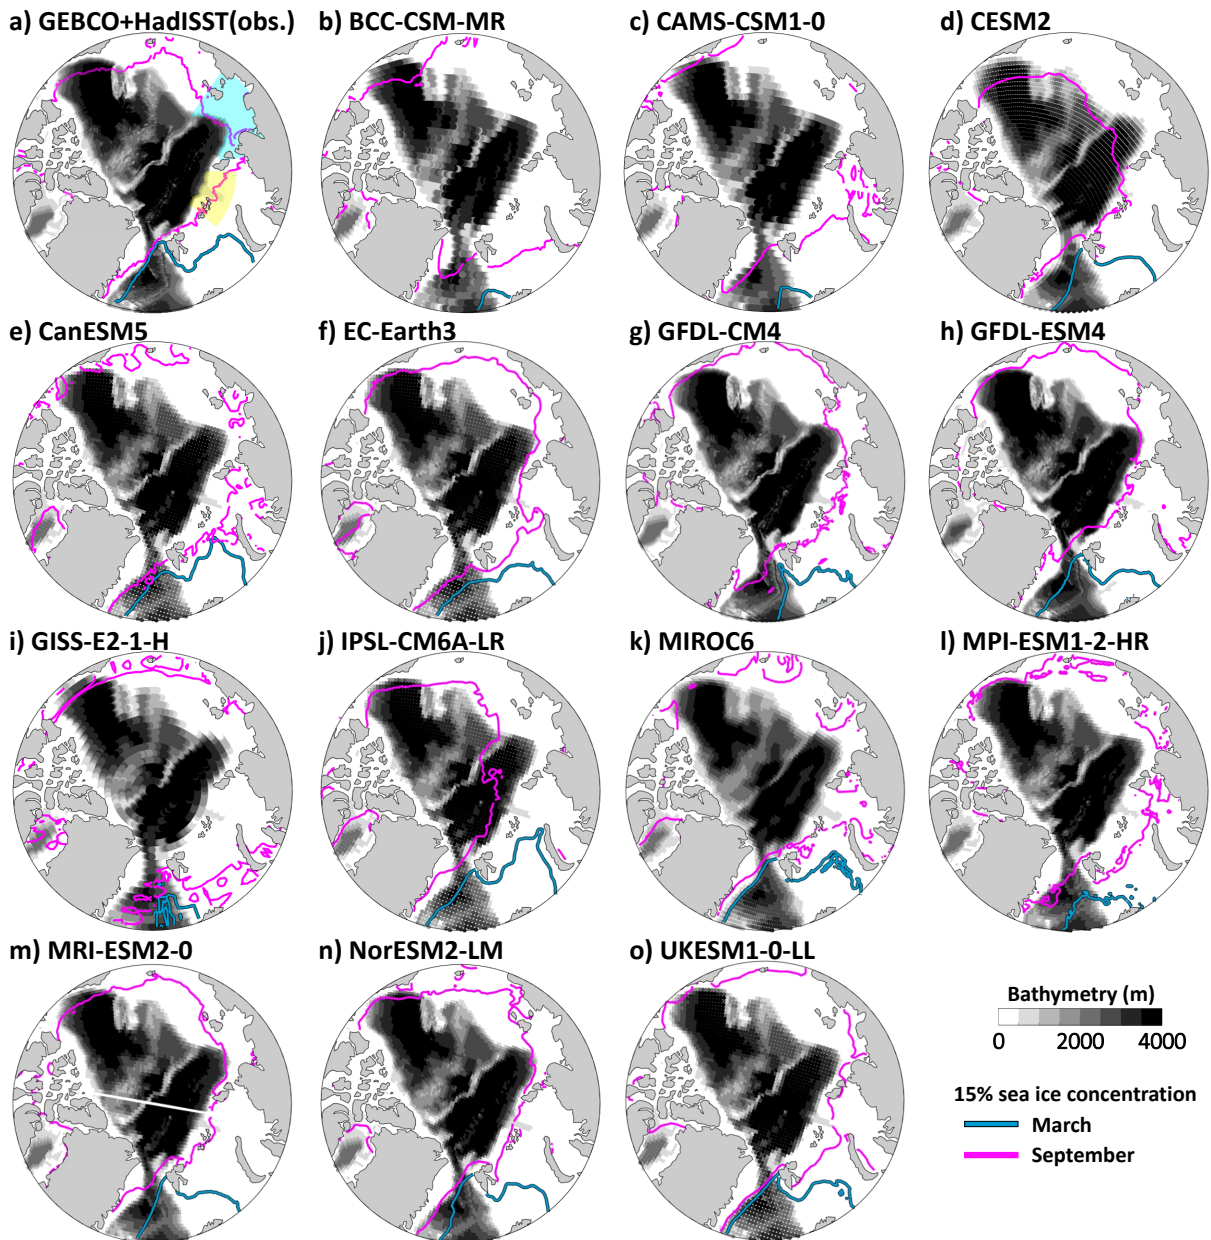 a) GEBCO+HadISST(obs.)
b) BCC-CSM-MR
c) CAMS-CSM1-0
d) CESM2
e) CanESM5
f) EC-Earth3
g) GFDL-CM4
h) GFDL-ESM4
i) GISS-E2-1-H
j) IPSL-CM6A-LR
k) MIROC6
l) MPI-ESM1-2-HR
m) MRI-ESM2-0
n) NorESM2-LM
o) UKESM1-0-LL
Bathymetry (m)
0 2000 4000
15% sea ice concentration
March
September